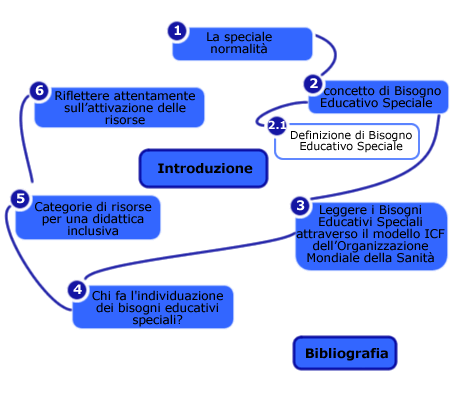 1
La speciale
normalità
2
concetto di Bisogno
Educativo Speciale
2.1
Definizione di Bisogno
Educativo Speciale
Introduzione
3
Leggere i Bisogni
Educativi Speciali
attraverso il modello ICF
dell'Organizzazione
Mondiale della Sanità
4
Chi fa l'individuazione
dei bisogni educativi
speciali?
5
Categorie di risorse
per una didattica
inclusiva
6
Riflettere attentamente
sull'attivazione delle
risorse
Bibliografia